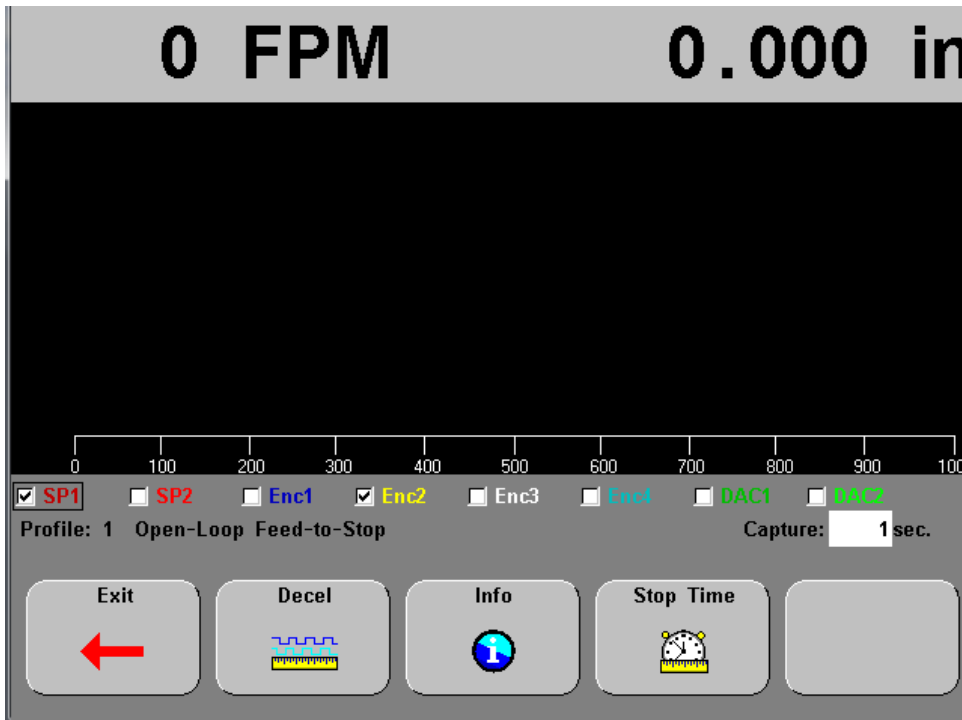 0 FPM 0.000 in
0 100 200 300 400 500 600 700 800 900 100
SP1 SP2 Enc1 Enc2 Enc3 Enc4 DAC1 DAC2
Profile: 1 Open-Loop Feed-to-Stop Capture: 1 sec.
Exit Decel Info Stop Time